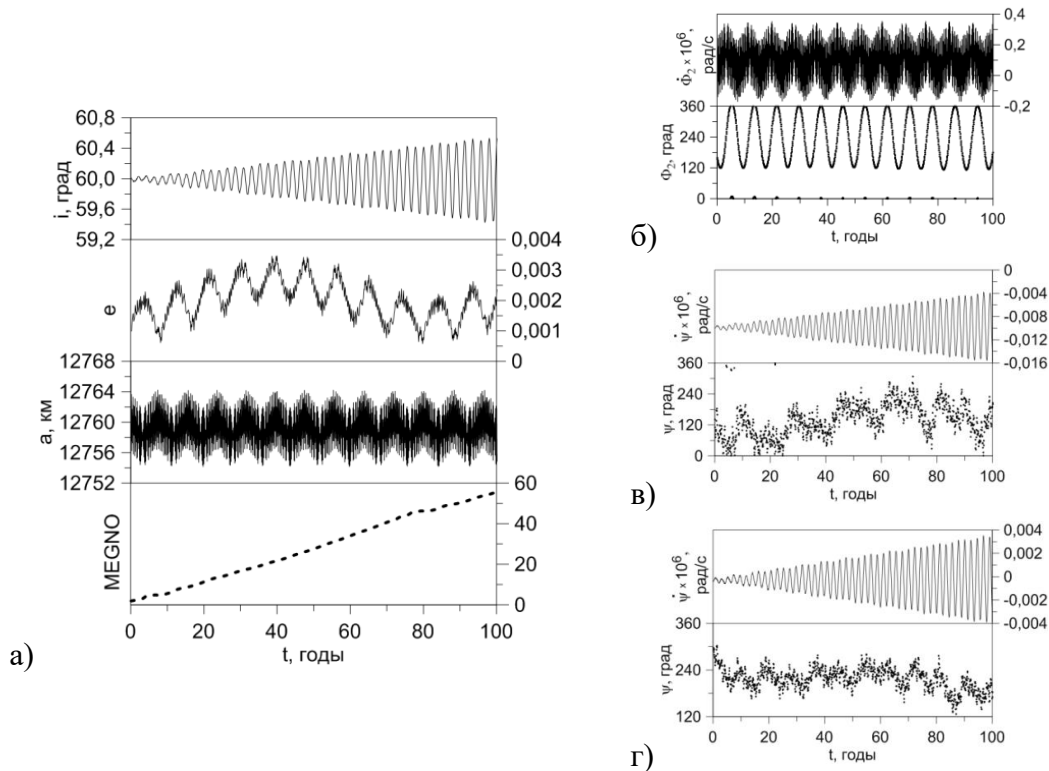 60,8
60,4
60,0
59,6
59,2
i, град
0,004
0,003
0,002
0,001
0
e
12768
12764
12760
12756
12752
a, км
60
40
20
0
MEGNO
0 20 40 60 80 100
t, годы
а)
0,4
0,2
0
-0,2
Φ̇₂ × 10⁶,
рад/с
360
240
120
0
Φ₂, град
0 20 40 60 80 100
t, годы
б)
0
-0,004
-0,008
-0,012
-0,016
ψ̇ × 10⁶,
рад/с
360
240
120
0
ψ, град
0 20 40 60 80 100
t, годы
в)
0,004
0,002
0
-0,002
-0,004
ψ̇ × 10⁶,
рад/с
360
240
120
ψ, град
0 20 40 60 80 100
t, годы
г)